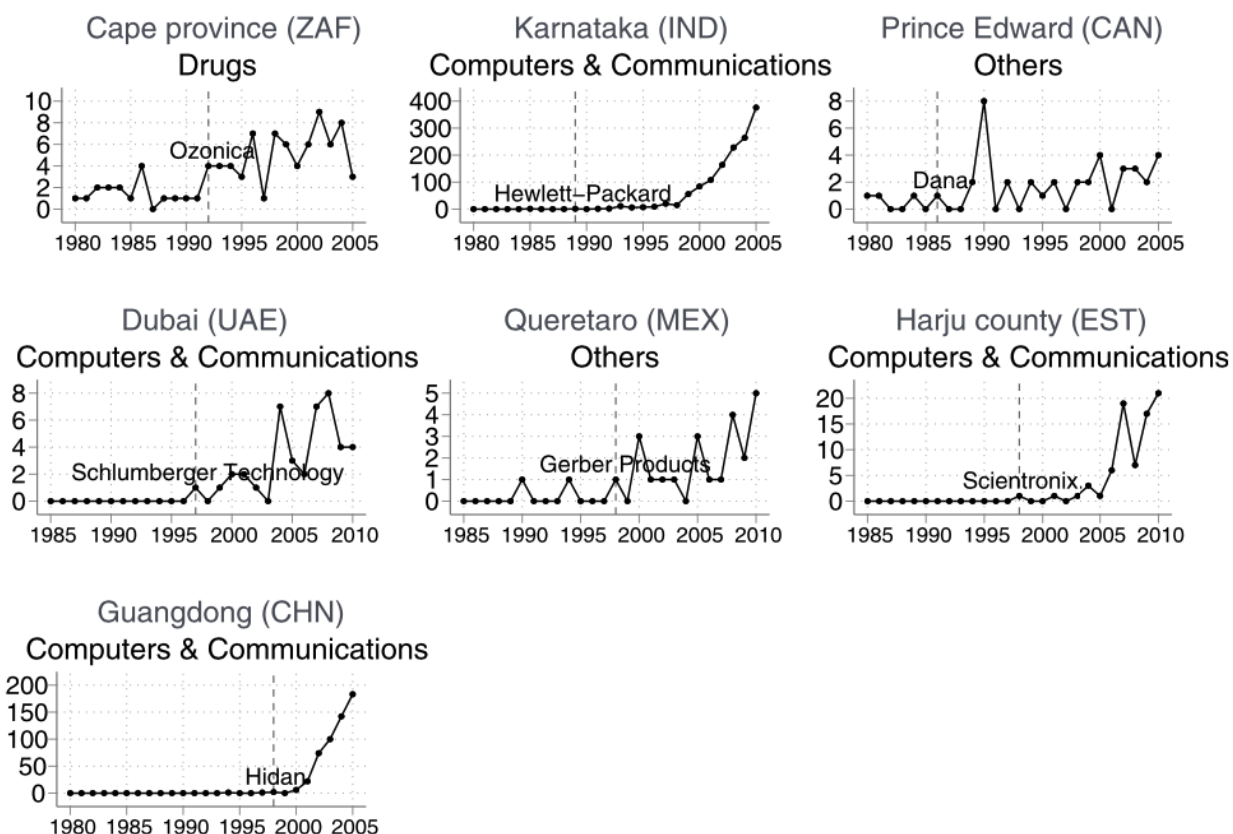 Cape province (ZAF)
Drugs
10
8
6
4
2
0
Ozonica
1980 1985 1990 1995 2000 2005
Karnataka (IND)
Computers & Communications
400
300
200
100
0
Hewlett–Packard
1980 1985 1990 1995 2000 2005
Prince Edward (CAN)
Others
8
6
4
2
0
Dana
1980 1985 1990 1995 2000 2005
Dubai (UAE)
Computers & Communications
8
6
4
2
0
Schlumberger Technology
1985 1990 1995 2000 2005 2010
Queretaro (MEX)
Others
5
4
3
2
1
0
Gerber Products
1985 1990 1995 2000 2005 2010
Harju county (EST)
Computers & Communications
20
15
10
5
0
Scientronix
1985 1990 1995 2000 2005 2010
Guangdong (CHN)
Computers & Communications
200
150
100
50
0
Hidan
1980 1985 1990 1995 2000 2005